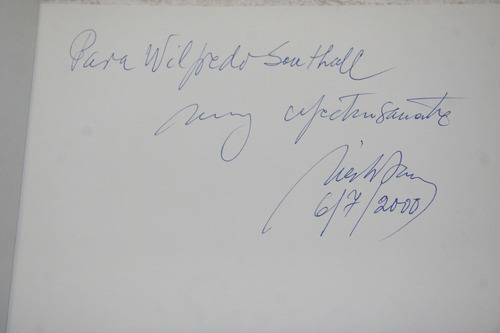 Para Wilfredo Southall
muy afectuosamente
6/7/2000